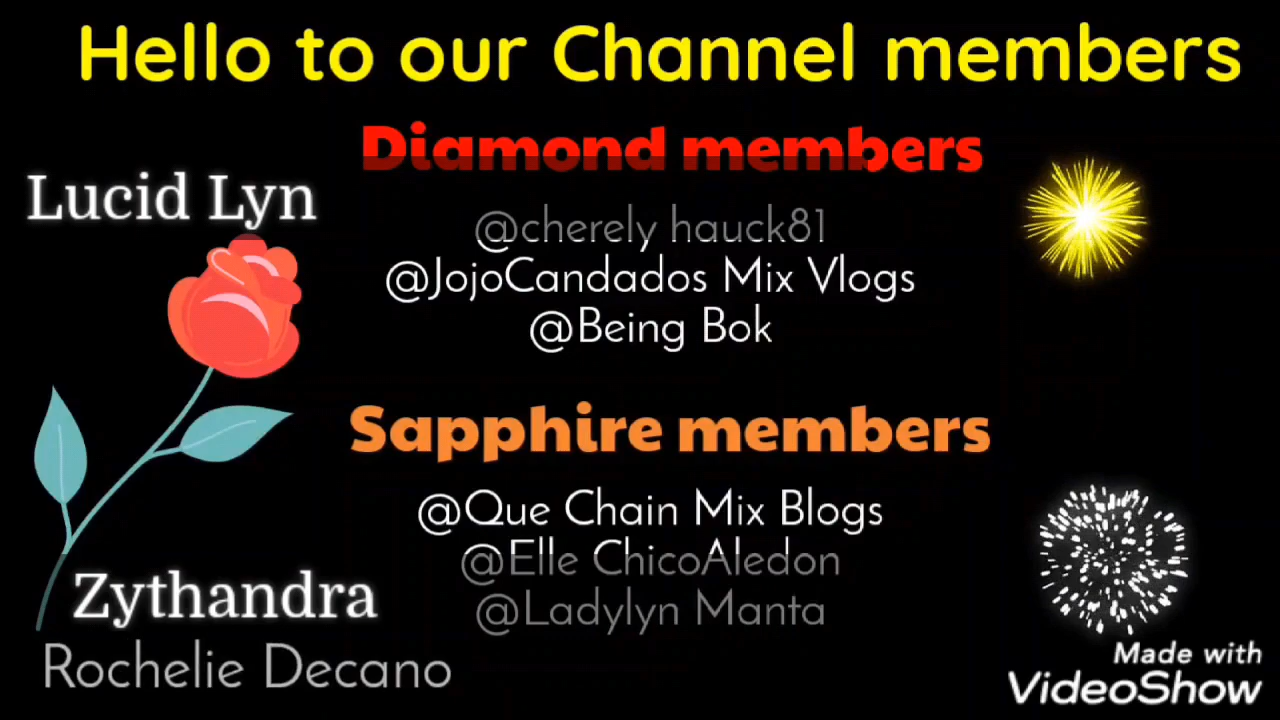 Hello to our Channel members
Diamond members
Lucid Lyn
@cherely hauck81
@JojoCandados Mix Vlogs
@Being Bok
Sapphire members
@Que Chain Mix Blogs
@Elle ChicoAledon
@Ladylyn Manta
Zythandra
Rochelie Decano
Made with
VideoShow